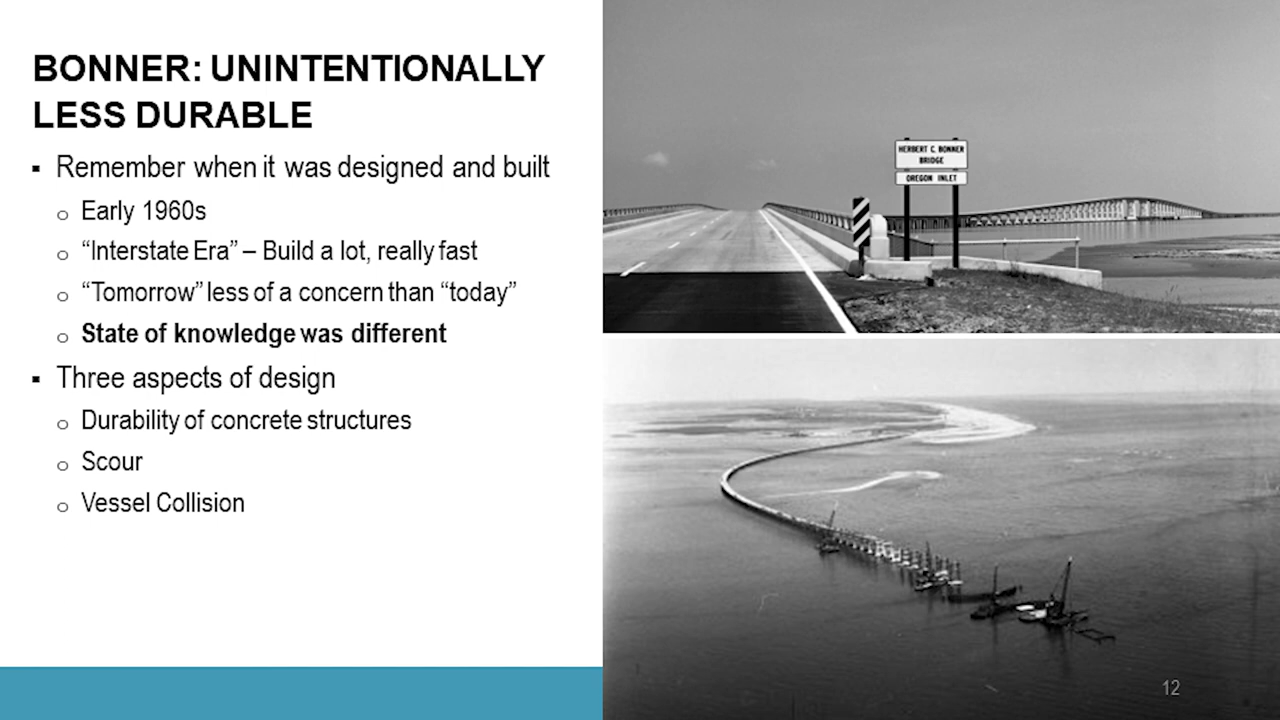 BONNER: UNINTENTIONALLY
LESS DURABLE
▪ Remember when it was designed and built
o Early 1960s
o “Interstate Era” – Build a lot, really fast
o “Tomorrow” less of a concern than “today”
o State of knowledge was different
▪ Three aspects of design
o Durability of concrete structures
o Scour
o Vessel Collision
HERBERT C. BONNER
BRIDGE
OREGON INLET
12